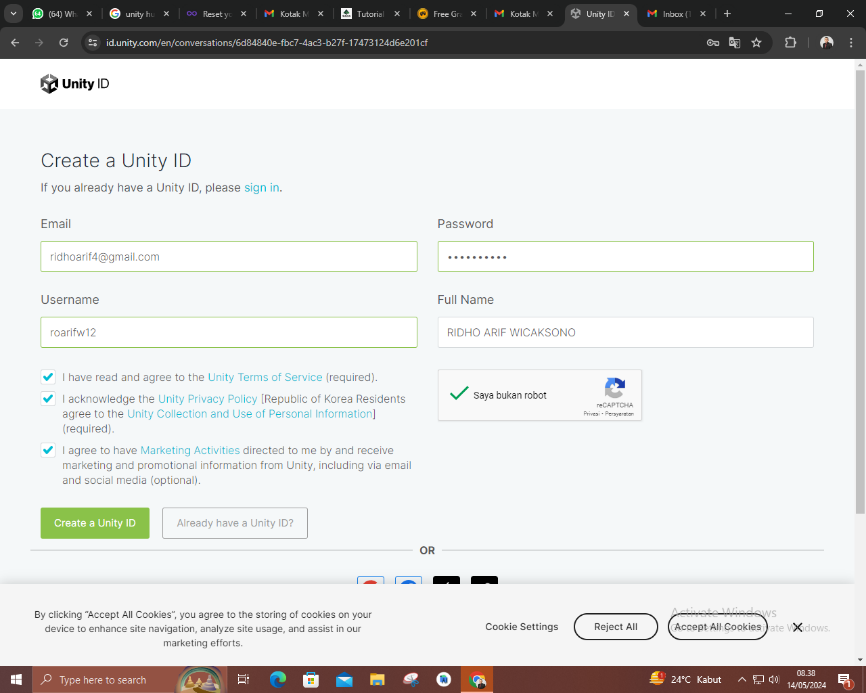 (64) Wh
unity hu
Reset yo
Kotak M
Tutorial
Free Gr
Kotak M
Unity ID
Inbox (1
id.unity.com/en/conversations/6d84840e-fbc7-4ac3-b27f-17473124d6e201cf
Unity ID
Create a Unity ID
If you already have a Unity ID, please sign in.
Email
Password
ridhoarif4@gmail.com
••••••••••
Username
Full Name
roarifw12
RIDHO ARIF WICAKSONO
I have read and agree to the Unity Terms of Service (required).
I acknowledge the Unity Privacy Policy [Republic of Korea Residents
agree to the Unity Collection and Use of Personal Information]
(required).
Saya bukan robot
reCAPTCHA
Privasi - Persyaratan
I agree to have Marketing Activities directed to me by and receive
marketing and promotional information from Unity, including via email
and social media (optional).
Create a Unity ID
Already have a Unity ID?
OR
By clicking "Accept All Cookies", you agree to the storing of cookies on your
device to enhance site navigation, analyze site usage, and assist in our
marketing efforts.
Cookie Settings
Reject All
Accept All Cookies
Activate Windows
Windows.
Type here to search
24°C Kabut
08.38
14/05/2024
1